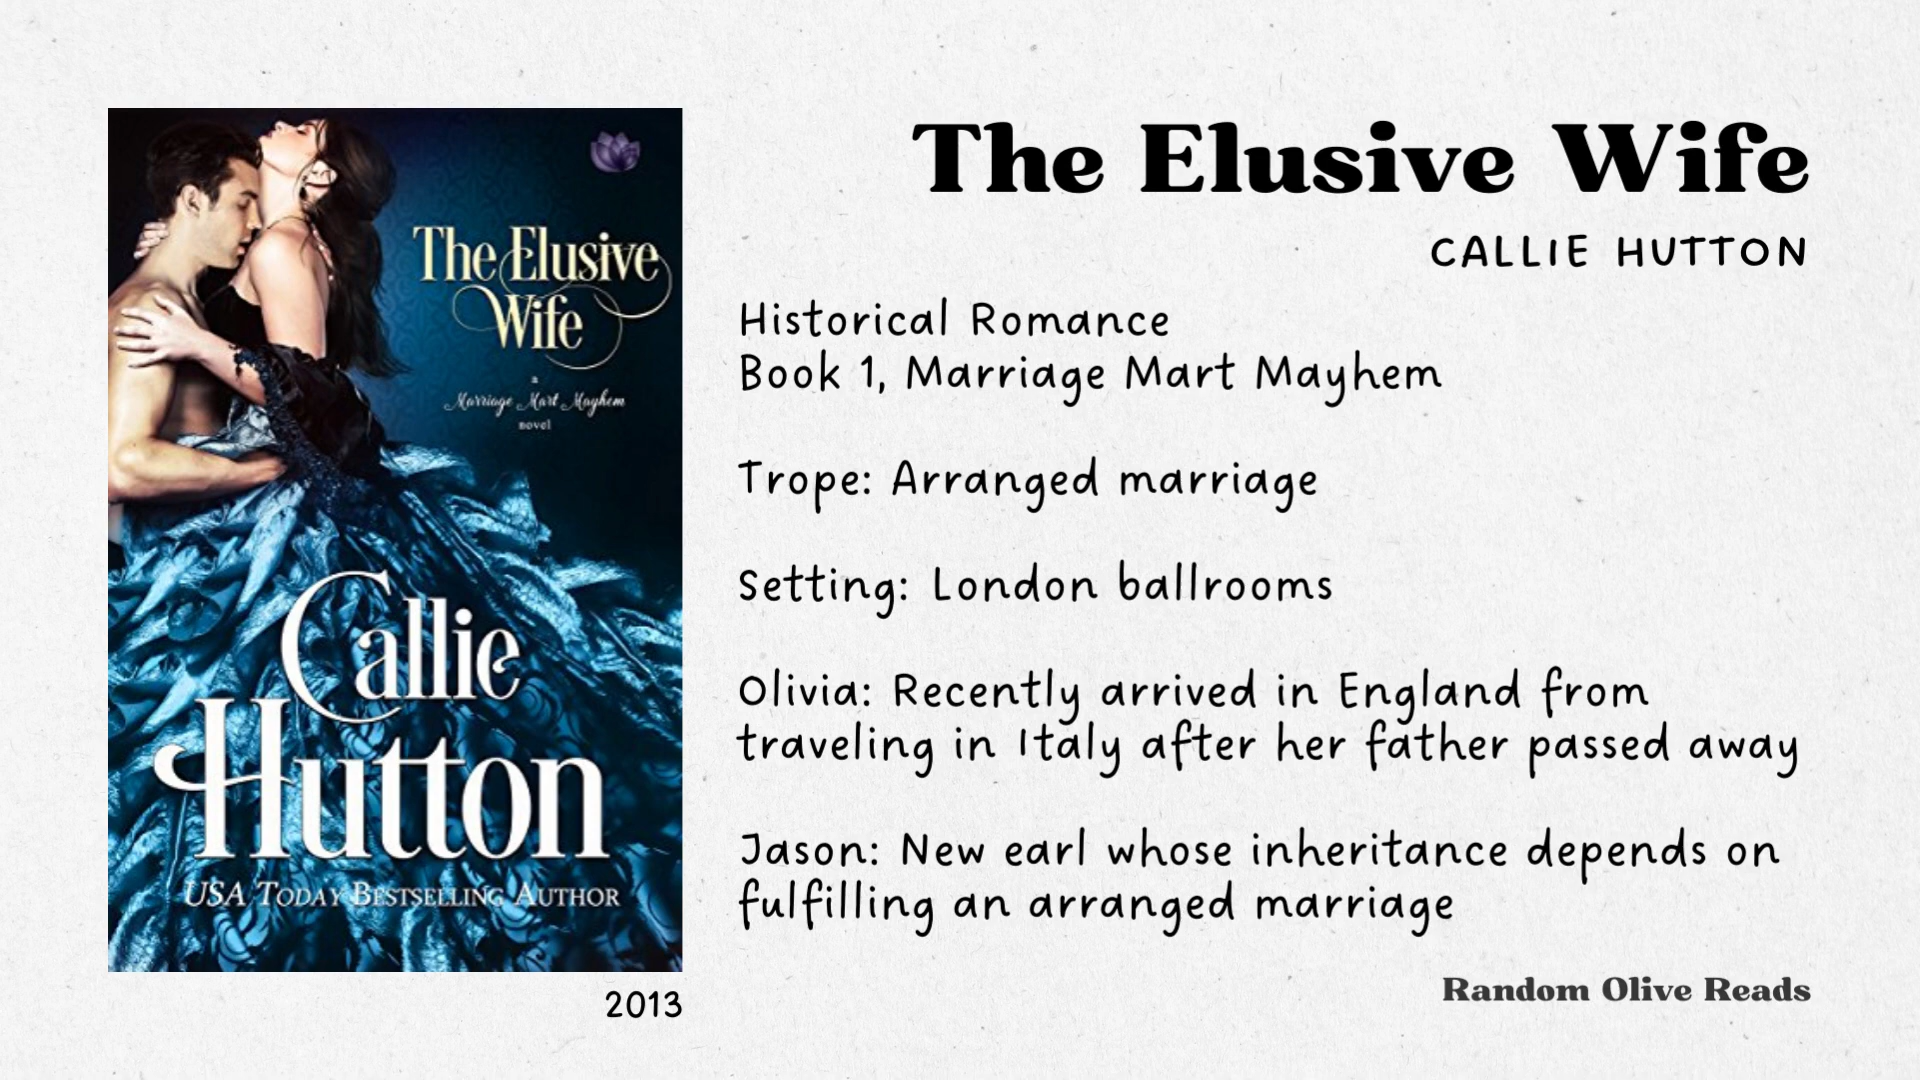 The Elusive
Wife
a
Marriage Mart Mayhem
novel
Callie
Hutton
USA TODAY BESTSELLING AUTHOR
2013
The Elusive Wife
CALLIE HUTTON
Historical Romance
Book 1, Marriage Mart Mayhem
Trope: Arranged marriage
Setting: London ballrooms
Olivia: Recently arrived in England from
traveling in Italy after her father passed away
Jason: New earl whose inheritance depends on
fulfilling an arranged marriage
Random Olive Reads